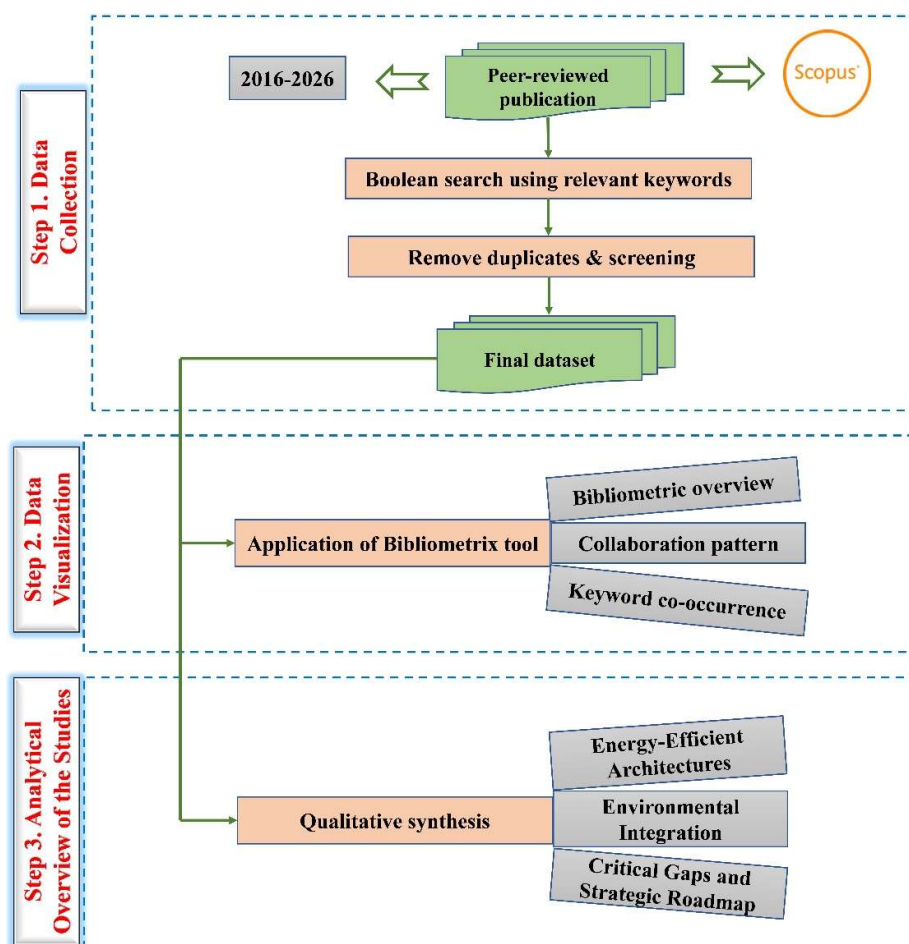 Step 1. Data
Collection
2016-2026
Peer-reviewed
publication
Scopus®
Boolean search using relevant keywords
Remove duplicates & screening
Final dataset
Step 2. Data
Visualization
Application of Bibliometrix tool
Bibliometric overview
Collaboration pattern
Keyword co-occurrence
Step 3. Analytical
Overview of the Studies
Qualitative synthesis
Energy-Efficient
Architectures
Environmental
Integration
Critical Gaps and
Strategic Roadmap